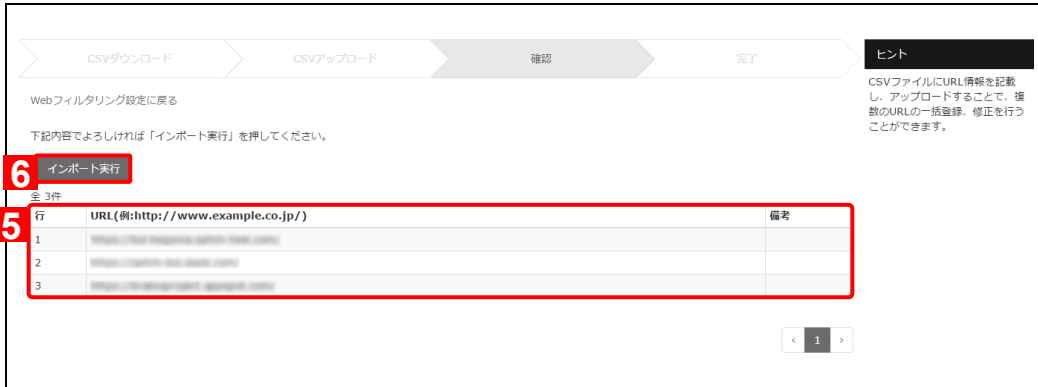 CSVダウンロード
CSVアップロード
確認
完了
ヒント
CSVファイルにURL情報を記載
し、アップロードすることで、複
数のURLの一括登録、修正を行う
ことができます。
Webフィルタリング設定に戻る
下記内容でよろしければ「インポート実行」を押してください。
6
インポート実行
全 3件
5
行 URL(例:http://www.example.co.jp/) 備考
1
2
3
‹ 1 ›